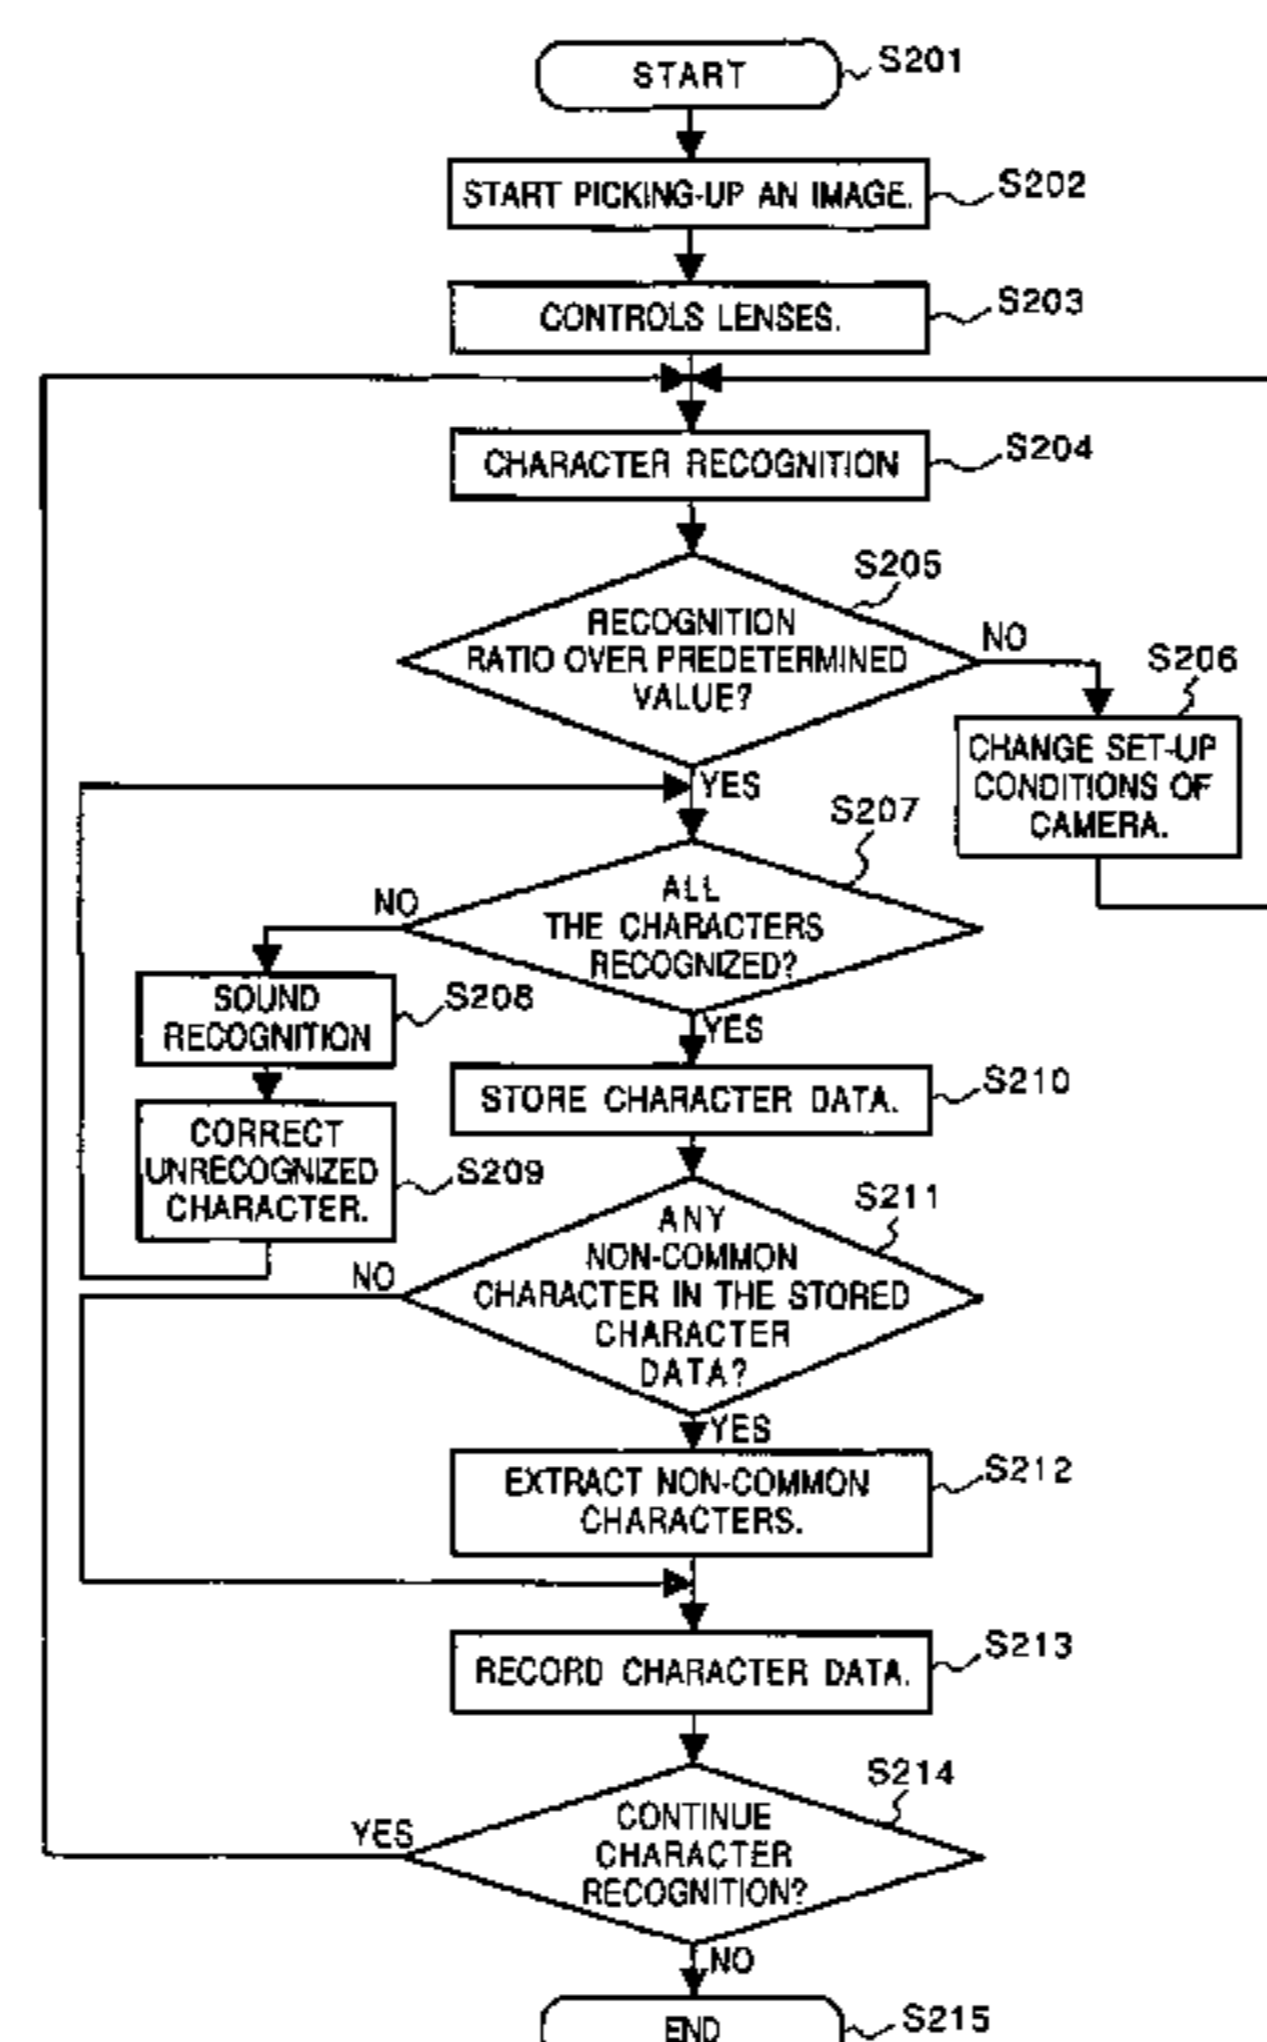 START
S201
START PICKING-UP AN IMAGE.
S202
CONTROLS LENSES.
S203
CHARACTER RECOGNITION
S204
S205
RECOGNITION
RATIO OVER PREDETERMINED
VALUE?
NO
S206
CHANGE SET-UP
CONDITIONS OF
CAMERA.
YES
S207
ALL
THE CHARACTERS
RECOGNIZED?
NO
SOUND
RECOGNITION
S208
YES
STORE CHARACTER DATA.
S210
CORRECT
UNRECOGNIZED
CHARACTER.
S209
S211
ANY
NON-COMMON
CHARACTER IN THE STORED
CHARACTER
DATA?
NO
YES
EXTRACT NON-COMMON
CHARACTERS.
S212
RECORD CHARACTER DATA.
S213
S214
CONTINUE
CHARACTER
RECOGNITION?
YES
NO
END
S215